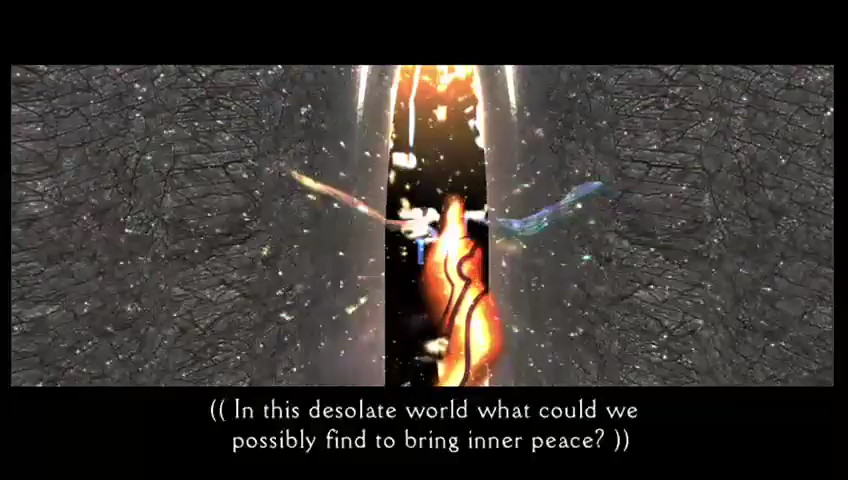 (( In this desolate world what could we
possibly find to bring inner peace? ))